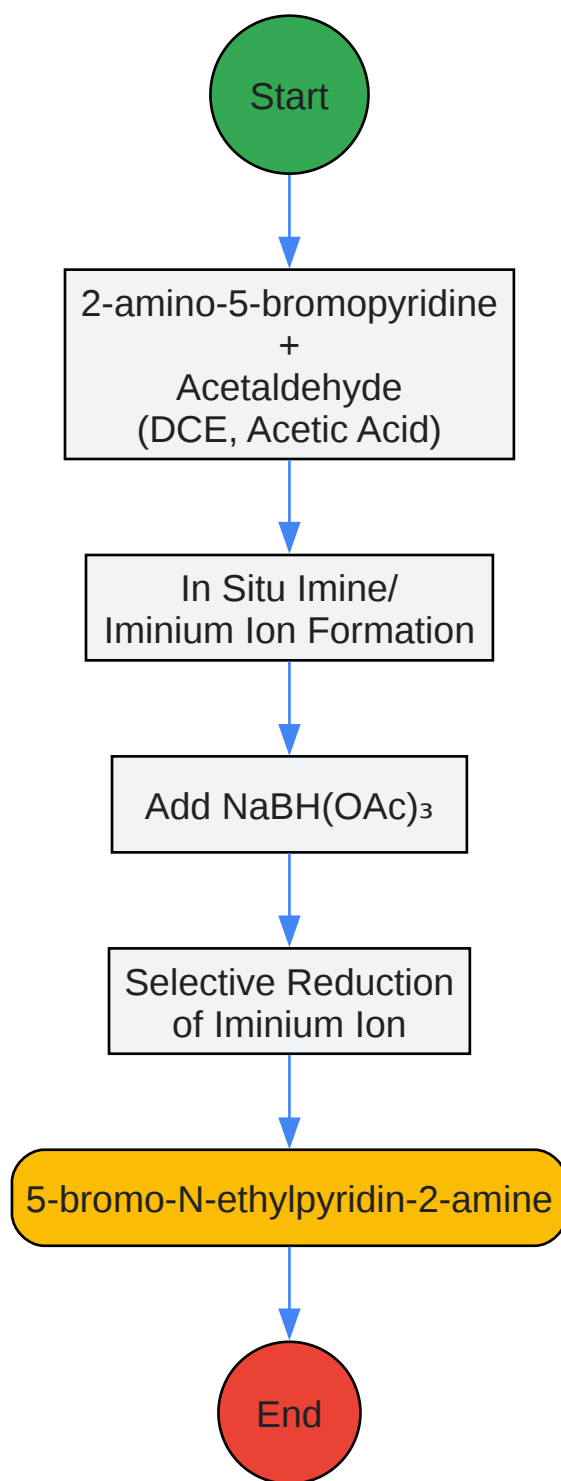 Start
2-amino-5-bromopyridine
+
Acetaldehyde
(DCE, Acetic Acid)
In Situ Imine/
Iminium Ion Formation
Add NaBH(OAc)₃
Selective Reduction
of Iminium Ion
5-bromo-N-ethylpyridin-2-amine
End